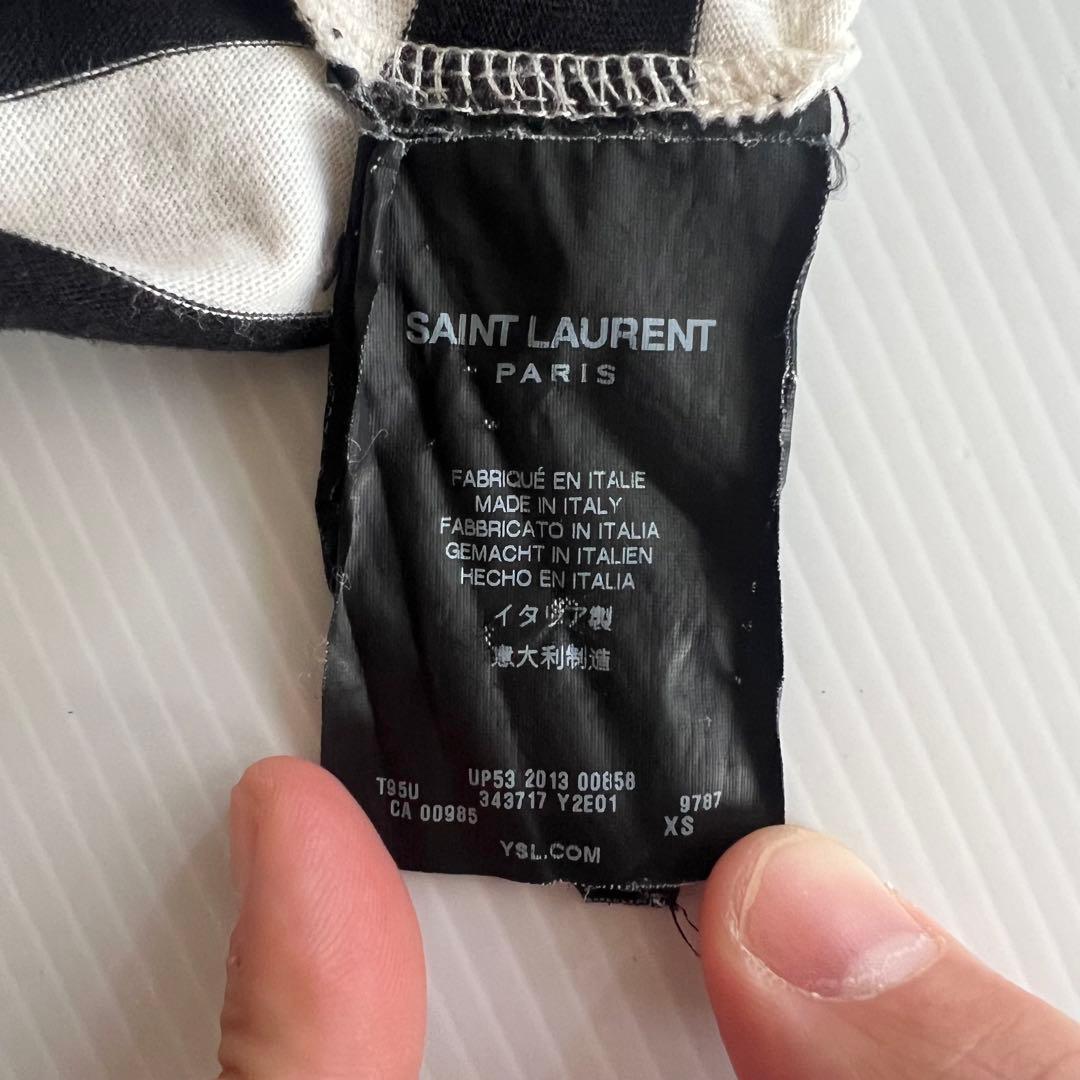 SAINT LAURENT
PARIS
FABRIQUÉ EN ITALIE
MADE IN ITALY
FABBRICATO IN ITALIA
GEMACHT IN ITALIEN
HECHO EN ITALIA
イタリア製
意大利制造
T95U UP53 2013 00858
CA 00985 343717 Y2E01 9787
XS
YSL.COM